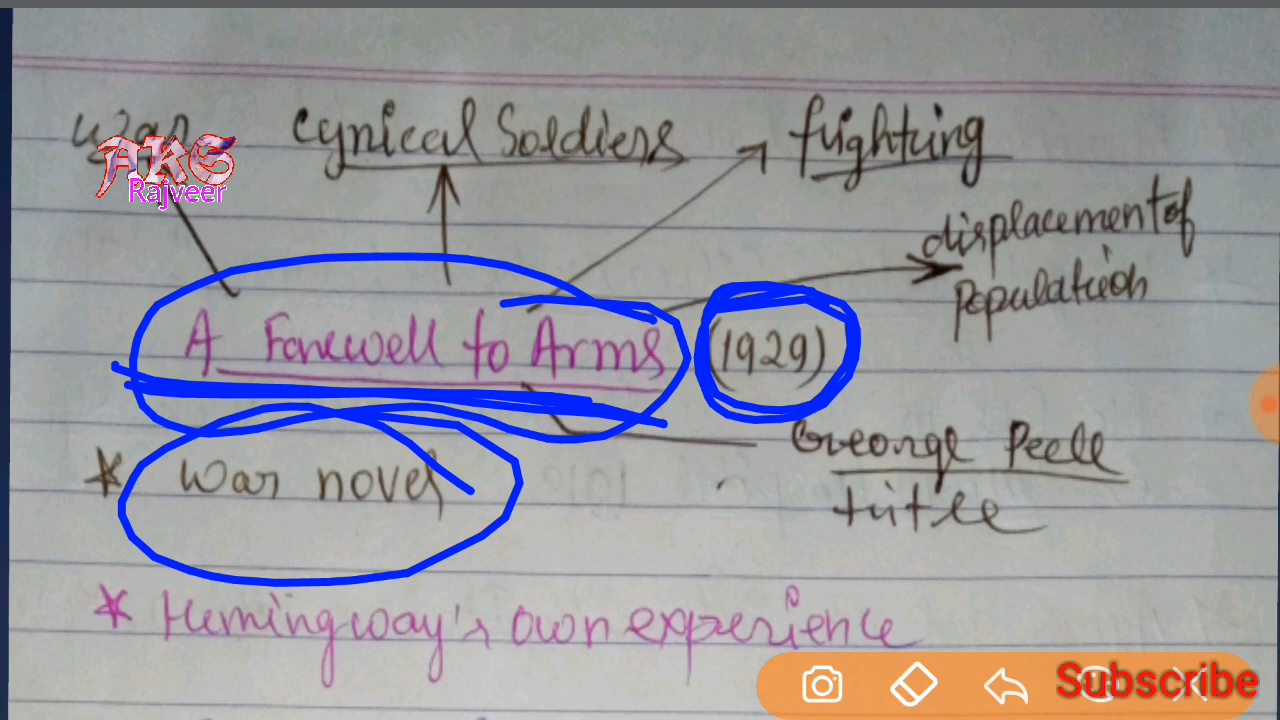 war cynical Soldiers fighting
AKS
Rajveer
displacement of
Population
A Farewell to Arms (1929)
George Peele
title
* War novel
* Hemingway's own experience
Subscribe